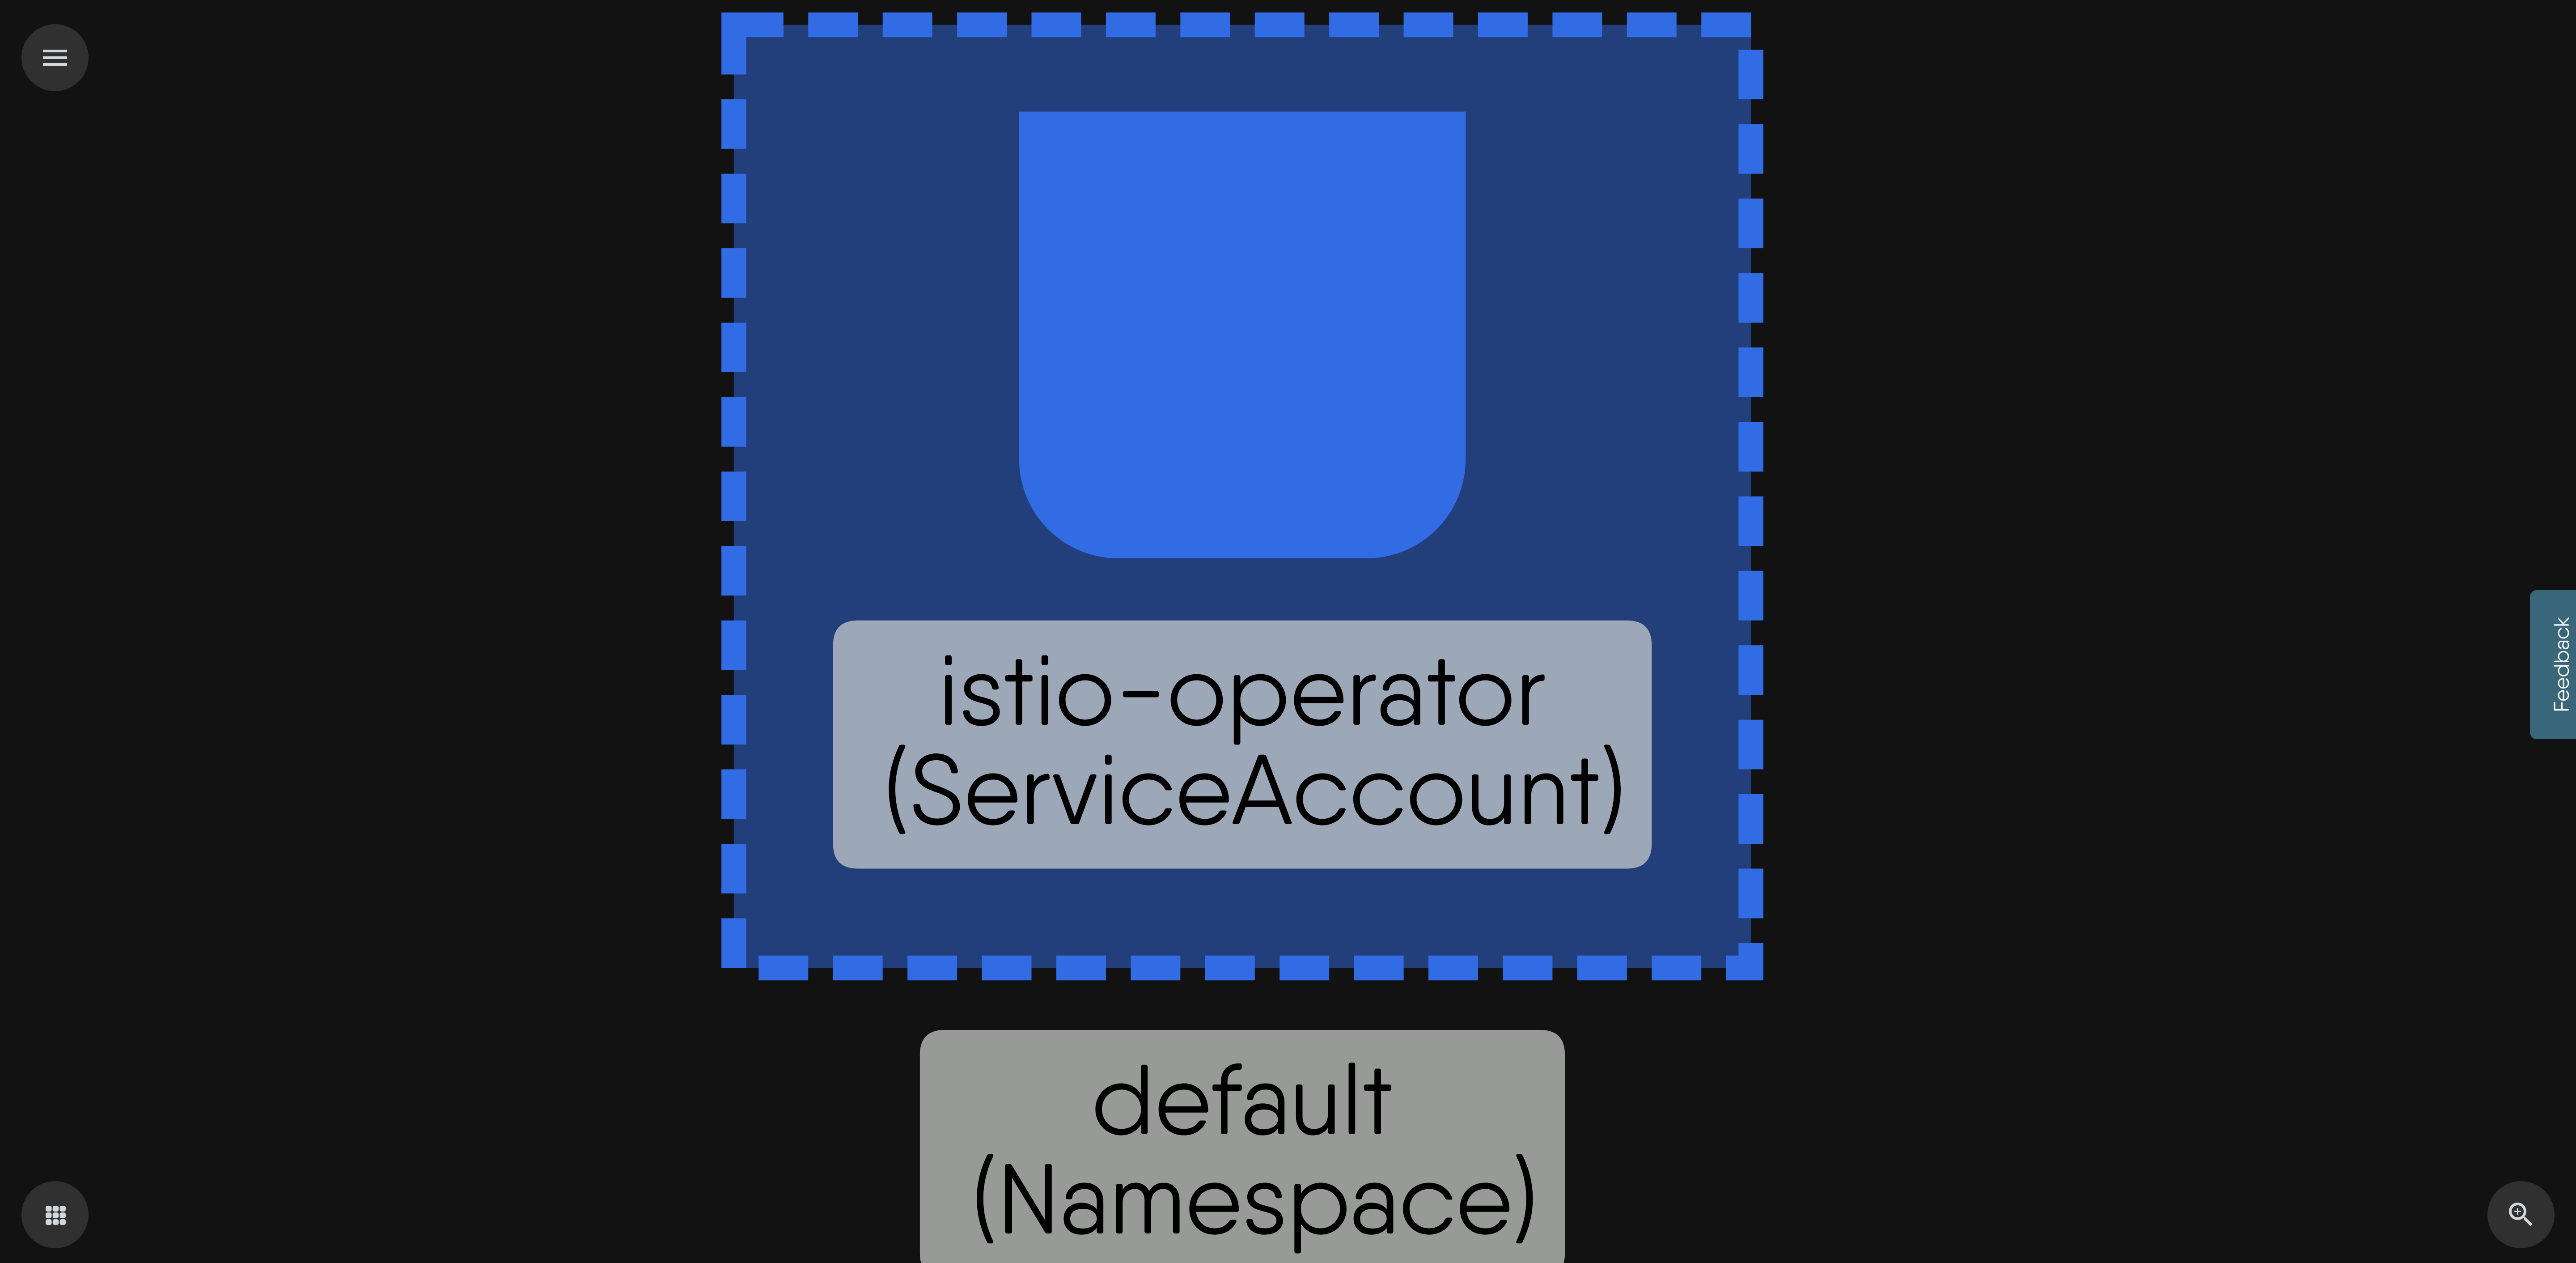 istio-operator
(ServiceAccount)
Feedback
default
(Namespace)